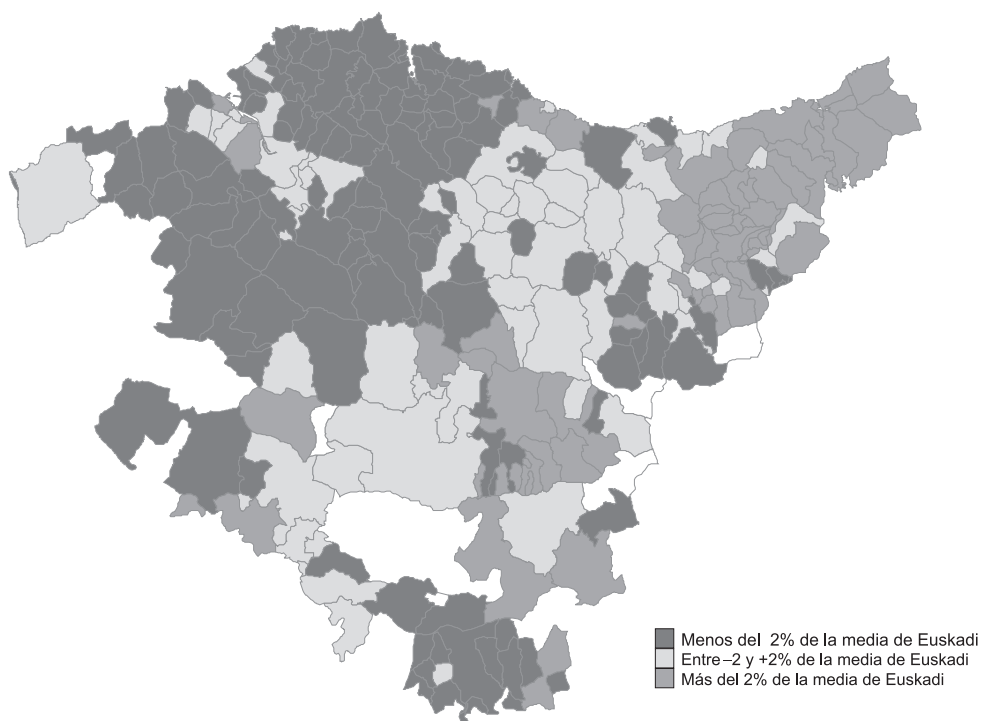 Menos del 2% de la media de Euskadi
Entre –2 y +2% de la media de Euskadi
Más del 2% de la media de Euskadi